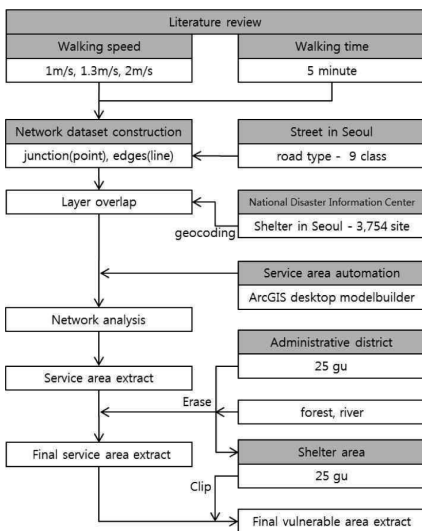 Literature review
Walking speed
Walking time
1m/s, 1.3m/s, 2m/s
5 minute
Network dataset construction
Street in Seoul
junction(point), edges(line)
road type - 9 class
Layer overlap
National Disaster Information Center
geocoding
Shelter in Seoul - 3,754 site
Service area automation
ArcGIS desktop modelbuilder
Network analysis
Administrative district
25 gu
Service area extract
Erase
forest, river
Final service area extract
Shelter area
25 gu
Clip
Final vulnerable area extract